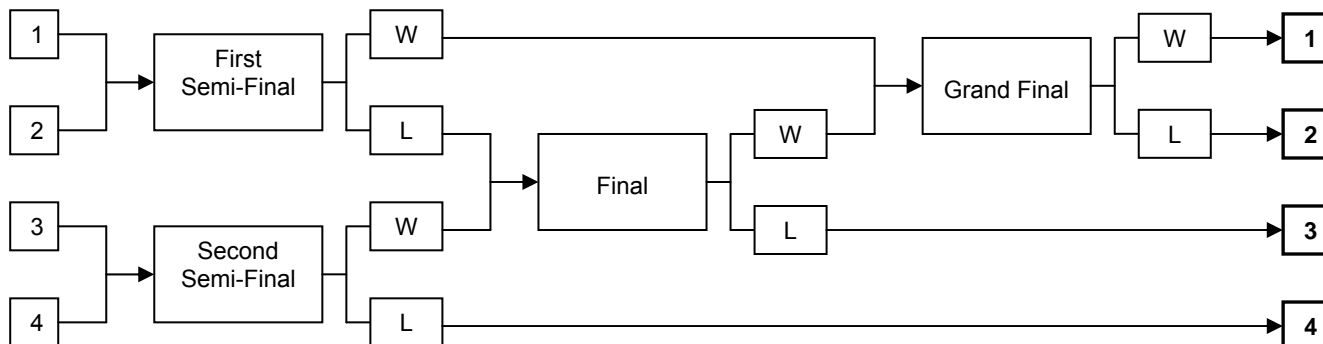 1
First
Semi-Final
W
2
L
3
Second
Semi-Final
W
4
L
Final
W
L
Grand Final
W
L
1
2
3
4